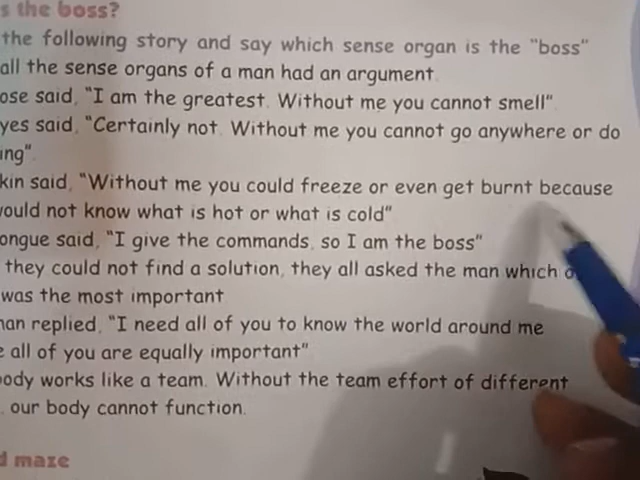 s the boss?
the following story and say which sense organ is the "boss"
all the sense organs of a man had an argument.
ose said, "I am the greatest. Without me you cannot smell".
yes said, "Certainly not. Without me you cannot go anywhere or do
ing".
kin said, "Without me you could freeze or even get burnt because
would not know what is hot or what is cold"
ongue said, "I give the commands, so I am the boss"
they could not find a solution, they all asked the man which
was the most important
man replied, "I need all of you to know the world around me
all of you are equally important"
body works like a team. Without the team effort of different
our body cannot function.
d maze